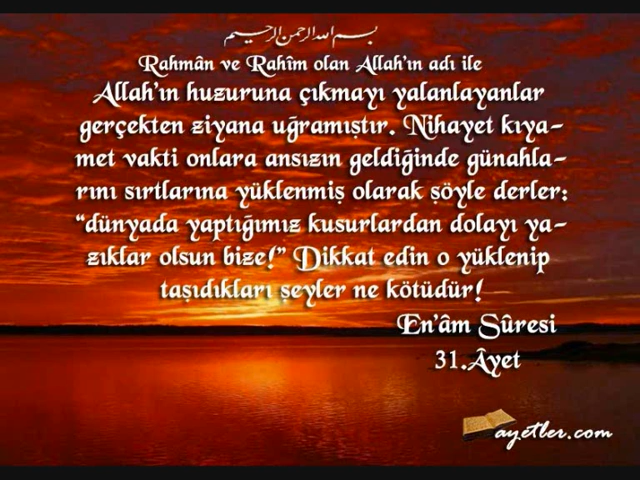 بسم الله الرحمن الرحيم
Rahmân ve Rahîm olan Allah'ın adı ile
Allah'ın huzuruna çıkmayı yalanlayanlar
gerçekten ziyana uğramıştır. Nihayet kıya-
met vakti onlara ansızın geldiğinde günahla-
rını sırtlarına yüklenmiş olarak şöyle derler:
"dünyada yaptığımız kusurlardan dolayı ya-
zıklar olsun bize!" Dikkat edin o yüklenip
taşıdıkları şeyler ne kötüdür!
En'âm Sûresi
31.Âyet
ayetler.com